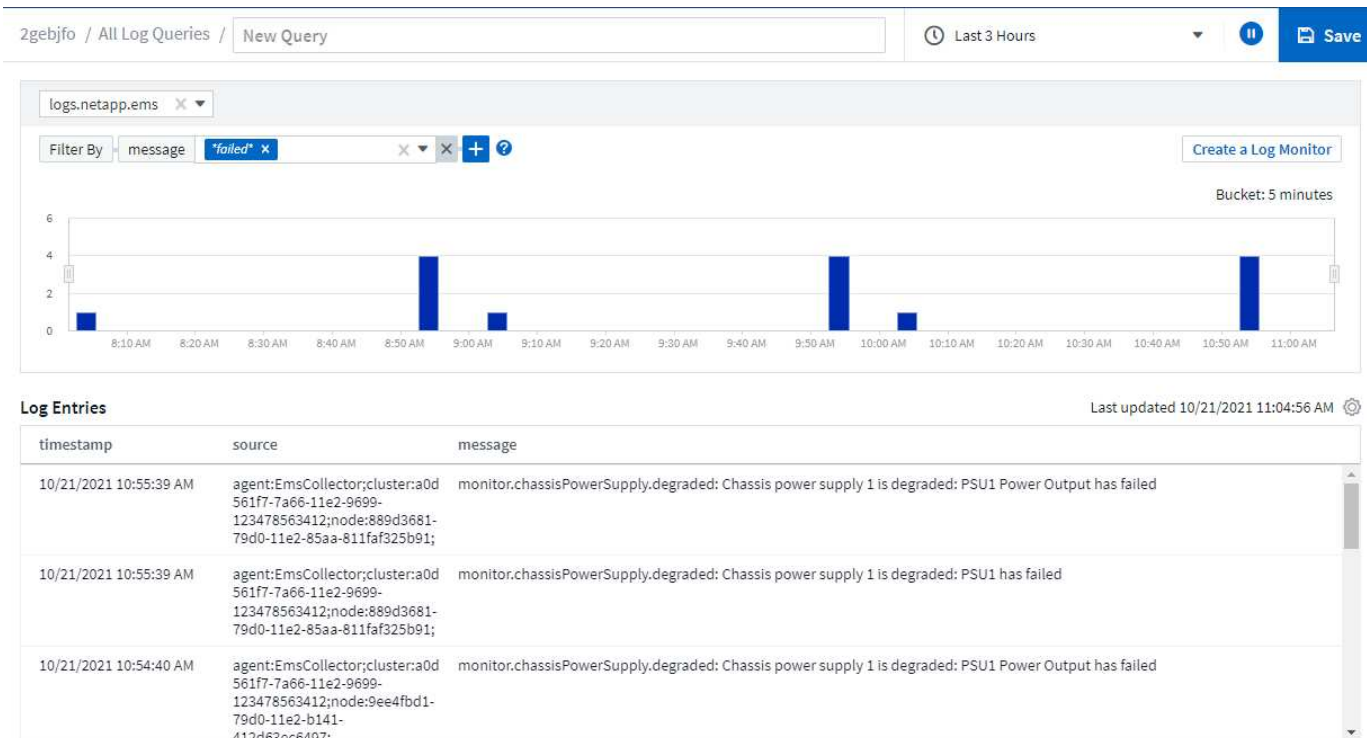 2gebjfo / All Log Queries / New Query
Last 3 Hours
Save
logs.netapp.ems
Filter By message *failed* x
Create a Log Monitor
Bucket: 5 minutes
6
4
2
0
8:10 AM 8:20 AM 8:30 AM 8:40 AM 8:50 AM 9:00 AM 9:10 AM 9:20 AM 9:30 AM 9:40 AM 9:50 AM 10:00 AM 10:10 AM 10:20 AM 10:30 AM 10:40 AM 10:50 AM 11:00 AM
Log Entries
Last updated 10/21/2021 11:04:56 AM
timestamp source message
10/21/2021 10:55:39 AM agent:EmsCollector;cluster:a0d monitor.chassisPowerSupply.degraded: Chassis power supply 1 is degraded: PSU1 Power Output has failed
561f7-7a66-11e2-9699-
123478563412;node:889d3681-
79d0-11e2-85aa-811faf325b91;
10/21/2021 10:55:39 AM agent:EmsCollector;cluster:a0d monitor.chassisPowerSupply.degraded: Chassis power supply 1 is degraded: PSU1 has failed
561f7-7a66-11e2-9699-
123478563412;node:889d3681-
79d0-11e2-85aa-811faf325b91;
10/21/2021 10:54:40 AM agent:EmsCollector;cluster:a0d monitor.chassisPowerSupply.degraded: Chassis power supply 1 is degraded: PSU1 Power Output has failed
561f7-7a66-11e2-9699-
123478563412;node:9ee4fbd1-
79d0-11e2-b141-
412d63ec6497;